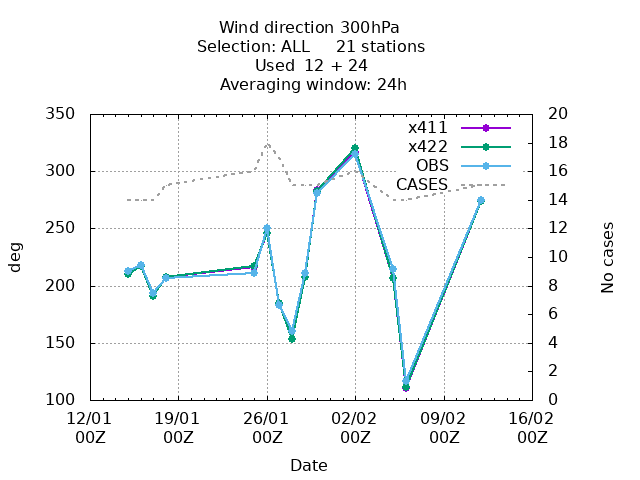 Wind direction 300hPa
Selection: ALL 21 stations
Used 12 + 24
Averaging window: 24h
350
300
250
200
150
100
deg
20
18
16
14
12
10
8
6
4
2
0
No cases
x411
x422
OBS
CASES
12/01 19/01 26/01 02/02 09/02 16/02
00Z 00Z 00Z 00Z 00Z 00Z
Date